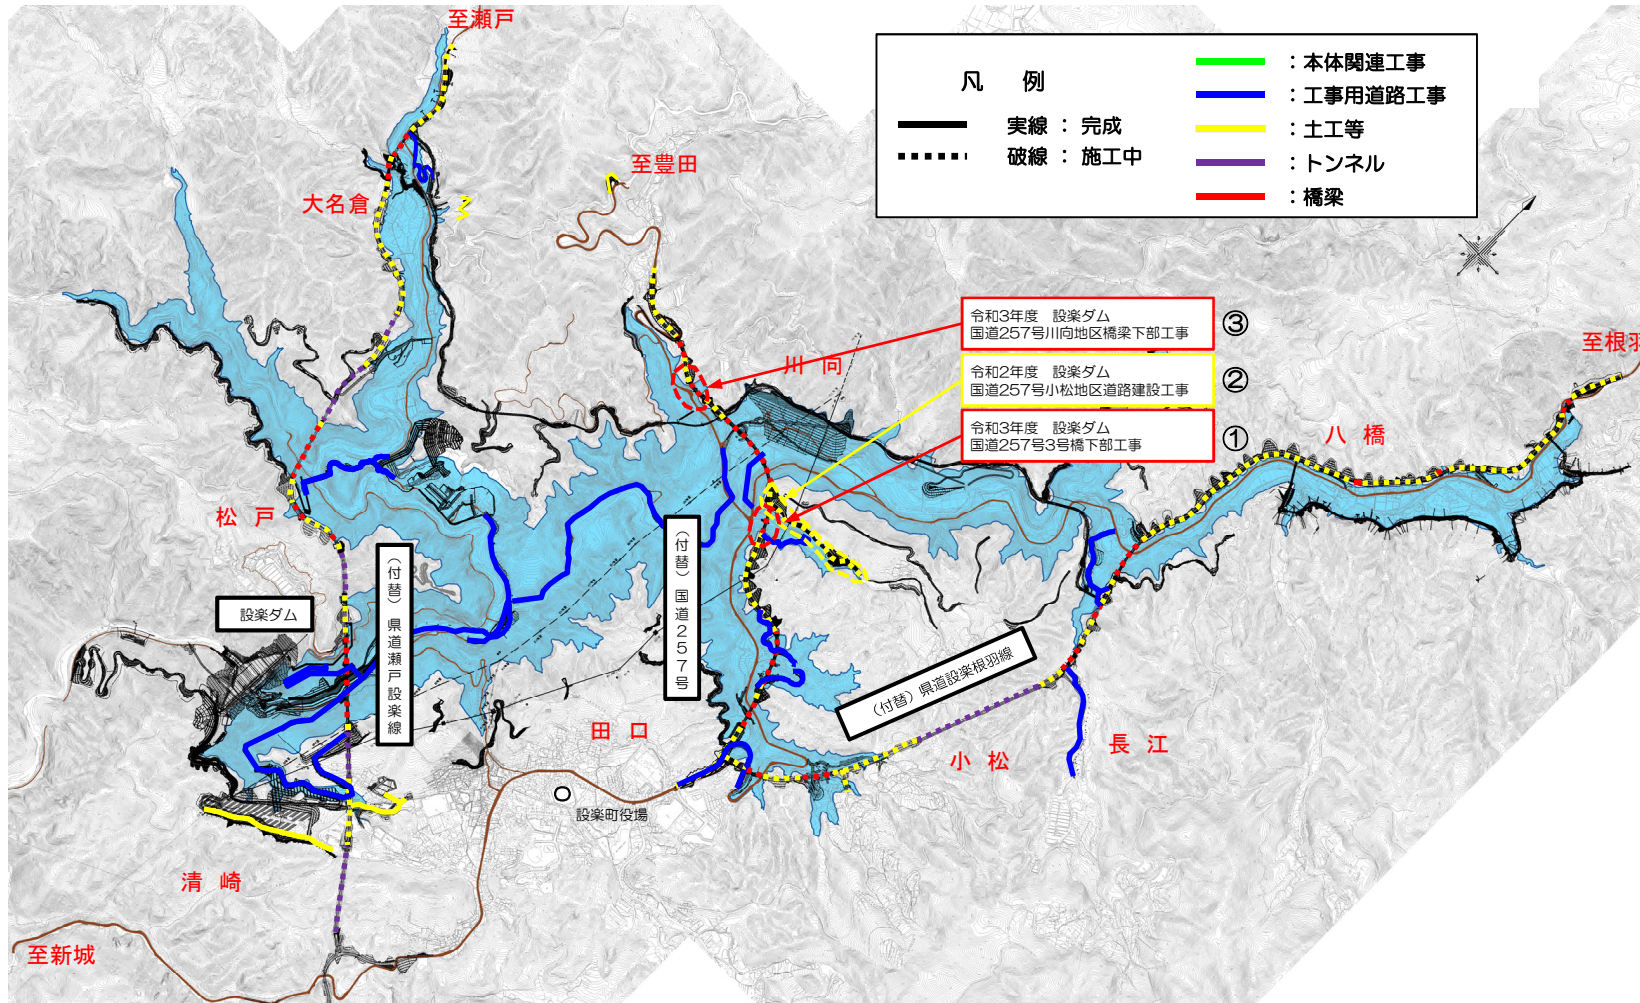 至瀬戸
凡 例
実線 : 完成
破線 : 施工中
:本体関連工事
:工事用道路工事
:土工等
:トンネル
:橋梁
至豊田
大名倉
令和3年度 設楽ダム
国道257号川向地区橋梁下部工事
③
川 向
令和2年度 設楽ダム
国道257号小松地区道路建設工事
②
令和3年度 設楽ダム
国道257号3号橋下部工事
①
至根羽
八 橋
松 戸
設楽ダム
(付替) 県道瀬戸設楽線
(付替) 国道257号
(付替) 県道設楽根羽線
田 口
設楽町役場
小 松
長 江
清 崎
至新城